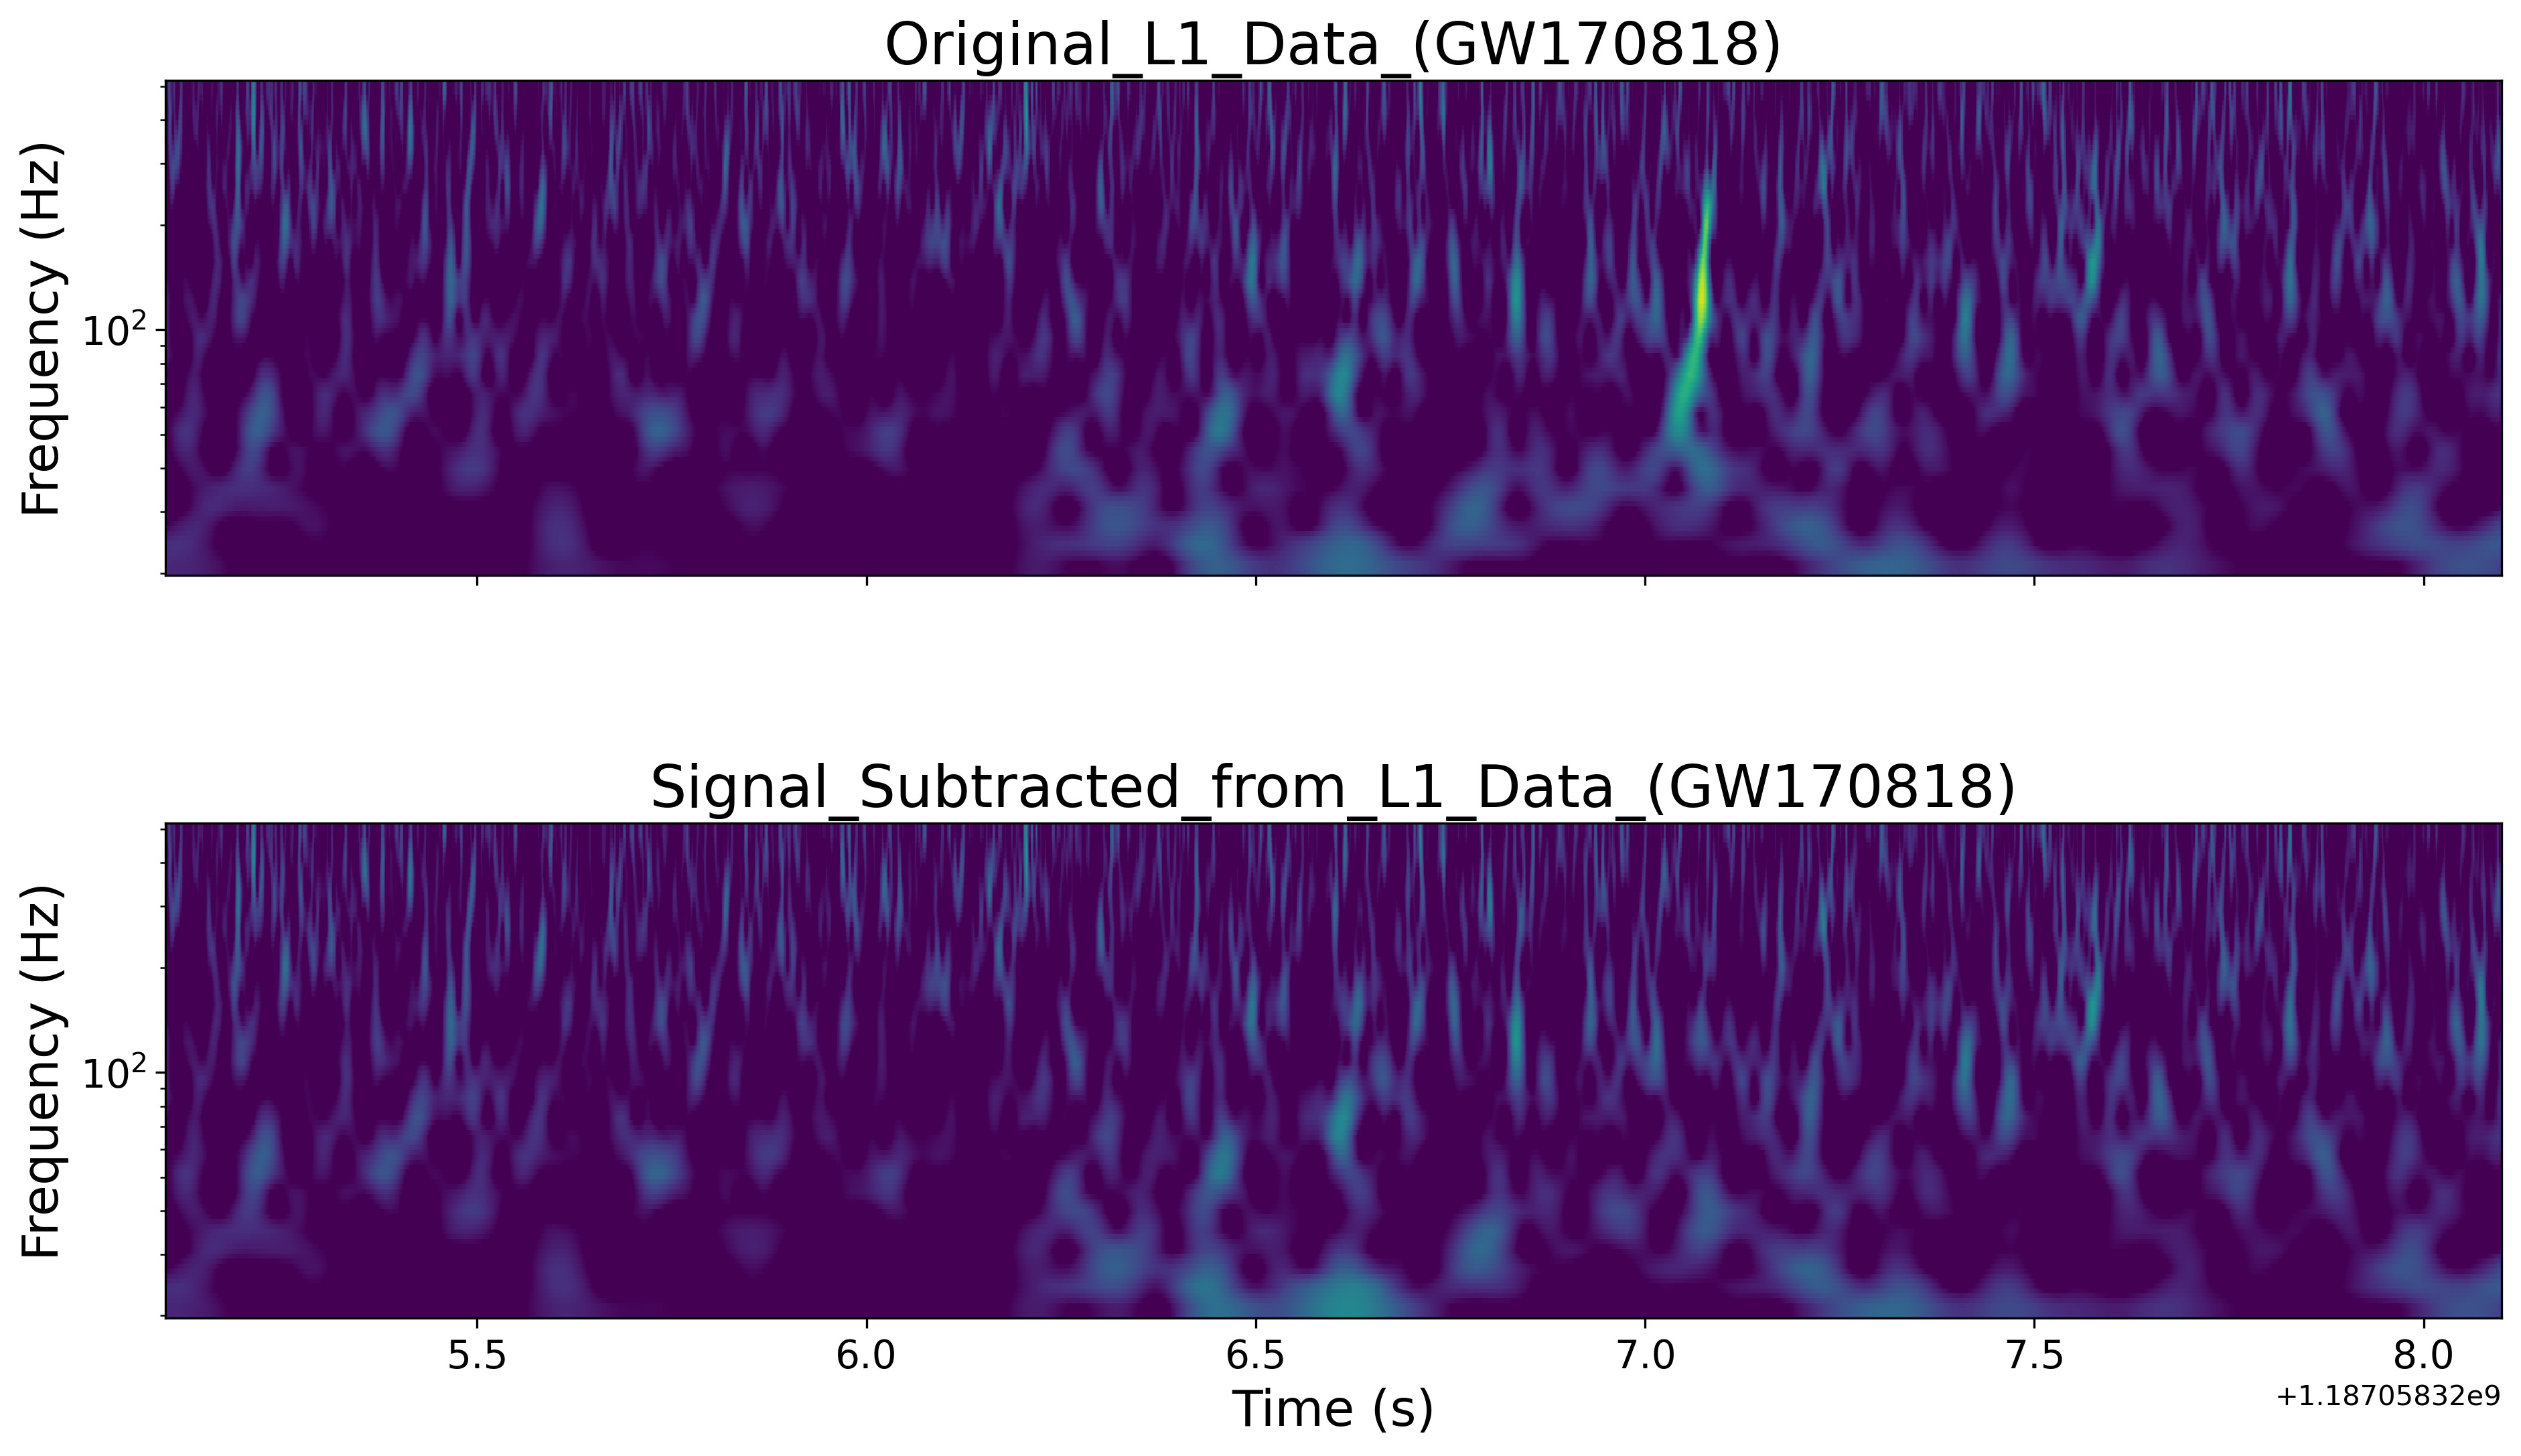 Original_L1_Data_(GW170818)
Frequency (Hz)
10²
Signal_Subtracted_from_L1_Data_(GW170818)
Frequency (Hz)
10²
5.5 6.0 6.5 7.0 7.5 8.0
Time (s)
+1.18705832e9